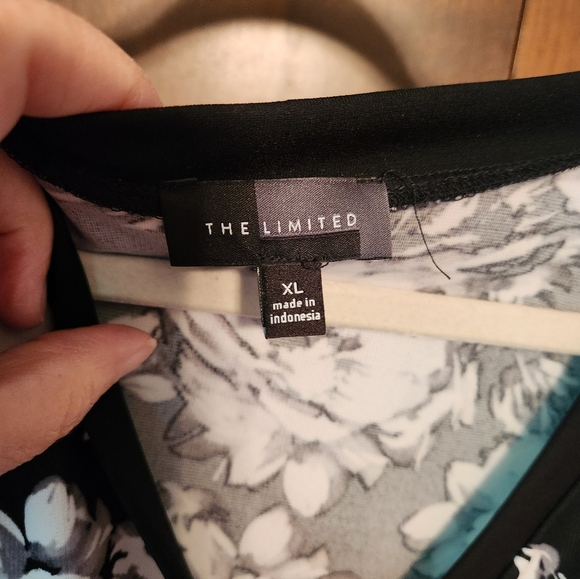 THE LIMITED
XL
made in
indonesia